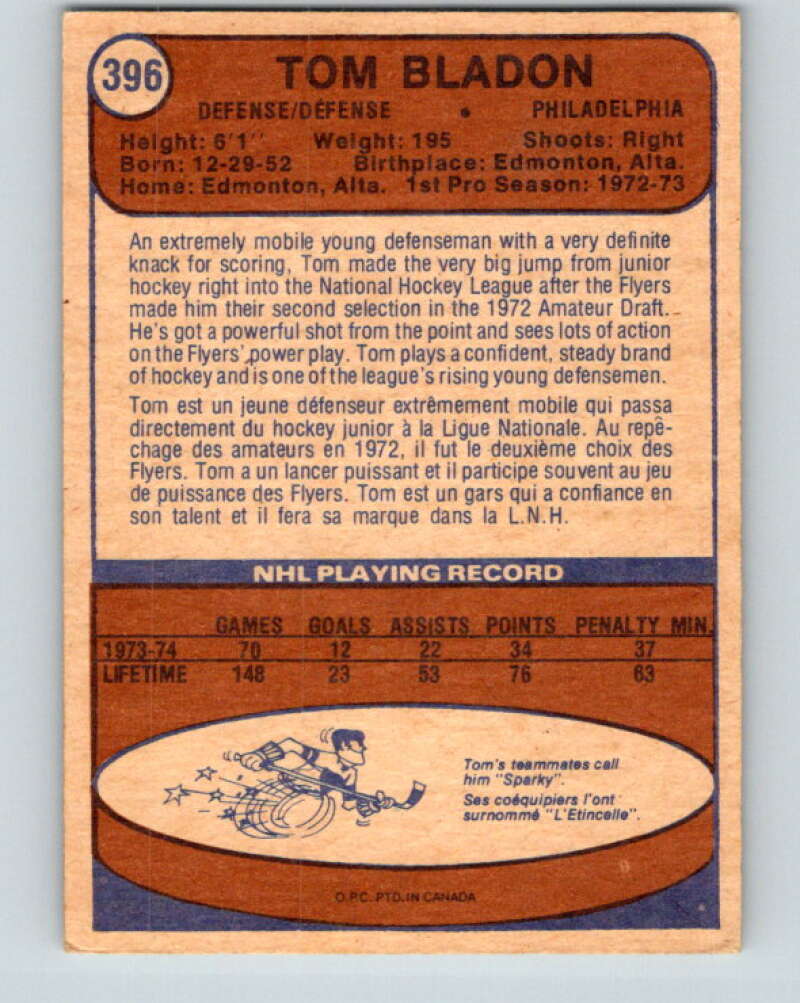 396
TOM BLADON
DEFENSE/DÉFENSE • PHILADELPHIA
Height: 6'1'' Weight: 195 Shoots: Right
Born: 12-29-52 Birthplace: Edmonton, Alta.
Home: Edmonton, Alta. 1st Pro Season: 1972-73
An extremely mobile young defenseman with a very definite
knack for scoring, Tom made the very big jump from junior
hockey right into the National Hockey League after the Flyers
made him their second selection in the 1972 Amateur Draft.
He's got a powerful shot from the point and sees lots of action
on the Flyers' power play. Tom plays a confident, steady brand
of hockey and is one of the league's rising young defensemen.
Tom est un jeune défenseur extrêmement mobile qui passa
directement du hockey junior à la Ligue Nationale. Au repê-
chage des amateurs en 1972, il fut le deuxième choix des
Flyers. Tom a un lancer puissant et il participe souvent au jeu
de puissance des Flyers. Tom est un gars qui a confiance en
son talent et il fera sa marque dans la L.N.H.
NHL PLAYING RECORD
GAMES GOALS ASSISTS POINTS PENALTY MIN.
1973-74 70 12 22 34 37
LIFETIME 148 23 53 76 63
Tom's teammates call
him "Sparky".
Ses coéquipiers l'ont
surnommé "L'Etincelle".
O.P.C. PTD. IN CANADA